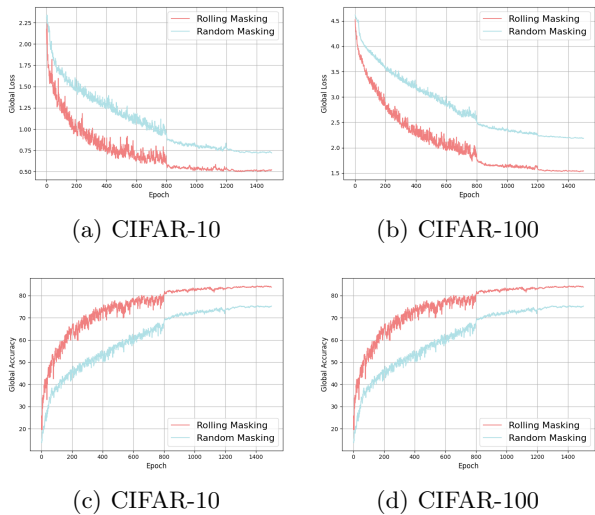 2.25
2.00
1.75
1.50
1.25
1.00
0.75
0.50
Global Loss
0 200 400 600 800 1000 1200 1400
Epoch
Rolling Masking
Random Masking
(a) CIFAR-10
4.5
4.0
3.5
3.0
2.5
2.0
1.5
Global Loss
0 200 400 600 800 1000 1200 1400
Epoch
Rolling Masking
Random Masking
(b) CIFAR-100
80
70
60
50
40
30
20
Global Accuracy
0 200 400 600 800 1000 1200 1400
Epoch
Rolling Masking
Random Masking
(c) CIFAR-10
80
70
60
50
40
30
20
Global Accuracy
0 200 400 600 800 1000 1200 1400
Epoch
Rolling Masking
Random Masking
(d) CIFAR-100